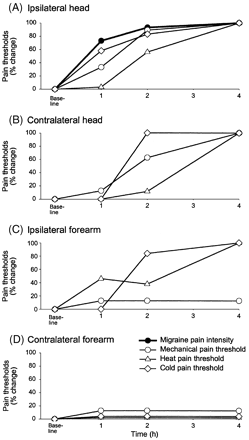 (A) Ipsilateral head
Pain thresholds
(% change)
100
80
60
40
20
0
Base-
line
1
2
3
4
(B) Contralateral head
Pain thresholds
(% change)
100
80
60
40
20
0
Base-
line
1
2
3
4
(C) Ipsilateral forearm
Pain thresholds
(% change)
100
80
60
40
20
0
Base-
line
1
2
3
4
(D) Contralateral forearm
Pain thresholds
(% change)
100
80
60
40
20
0
Migraine pain intensity
Mechanical pain threshold
Heat pain threshold
Cold pain threshold
Base-
line
1
2
3
4
Time (h)